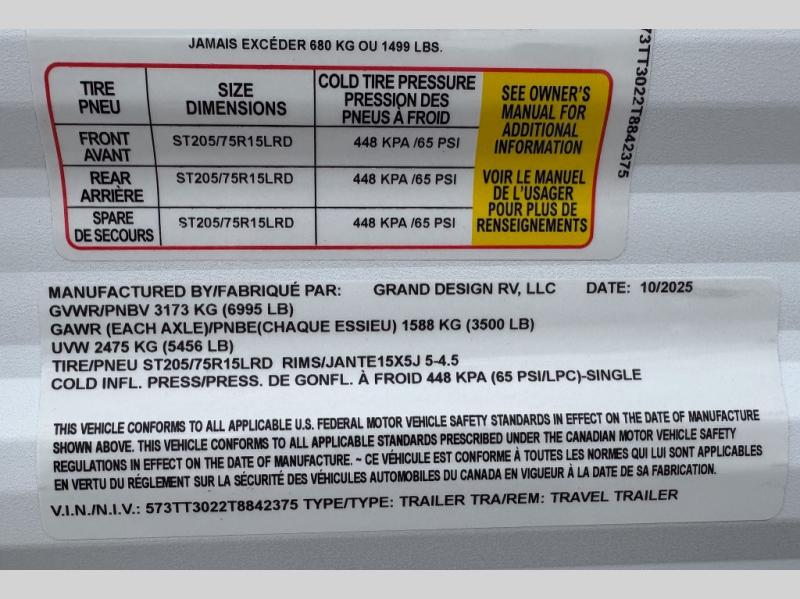 JAMAIS EXCÉDER 680 KG OU 1499 LBS.
TIRE
PNEU
SIZE
DIMENSIONS
COLD TIRE PRESSURE
PRESSION DES
PNEUS À FROID
SEE OWNER'S
MANUAL FOR
ADDITIONAL
INFORMATION
VOIR LE MANUEL
DE L'USAGER
POUR PLUS DE
RENSEIGNEMENTS
FRONT
AVANT
ST205/75R15LRD
448 KPA /65 PSI
REAR
ARRIÈRE
ST205/75R15LRD
448 KPA /65 PSI
SPARE
DE SECOURS
ST205/75R15LRD
448 KPA /65 PSI
73TT3022T8842375
MANUFACTURED BY/FABRIQUÉ PAR: GRAND DESIGN RV, LLC DATE: 10/2025
GVWR/PNBV 3173 KG (6995 LB)
GAWR (EACH AXLE)/PNBE(CHAQUE ESSIEU) 1588 KG (3500 LB)
UVW 2475 KG (5456 LB)
TIRE/PNEU ST205/75R15LRD RIMS/JANTE15X5J 5-4.5
COLD INFL. PRESS/PRESS. DE GONFL. À FROID 448 KPA (65 PSI/LPC)-SINGLE
THIS VEHICLE CONFORMS TO ALL APPLICABLE U.S. FEDERAL MOTOR VEHICLE SAFETY STANDARDS IN EFFECT ON THE DATE OF MANUFACTURE
SHOWN ABOVE. THIS VEHICLE CONFORMS TO ALL APPLICABLE STANDARDS PRESCRIBED UNDER THE CANADIAN MOTOR VEHICLE SAFETY
REGULATIONS IN EFFECT ON THE DATE OF MANUFACTURE. ~ CE VÉHICULE EST CONFORME À TOUTES LES NORMES QUI LUI SONT APPLICABLES
EN VERTU DU RÉGLEMENT SUR LA SÉCURITÉ DES VÉHICULES AUTOMOBILES DU CANADA EN VIGUEUR À LA DATE DE SA FABRICATION.
V.I.N./N.I.V.: 573TT3022T8842375 TYPE/TYPE: TRAILER TRA/REM: TRAVEL TRAILER